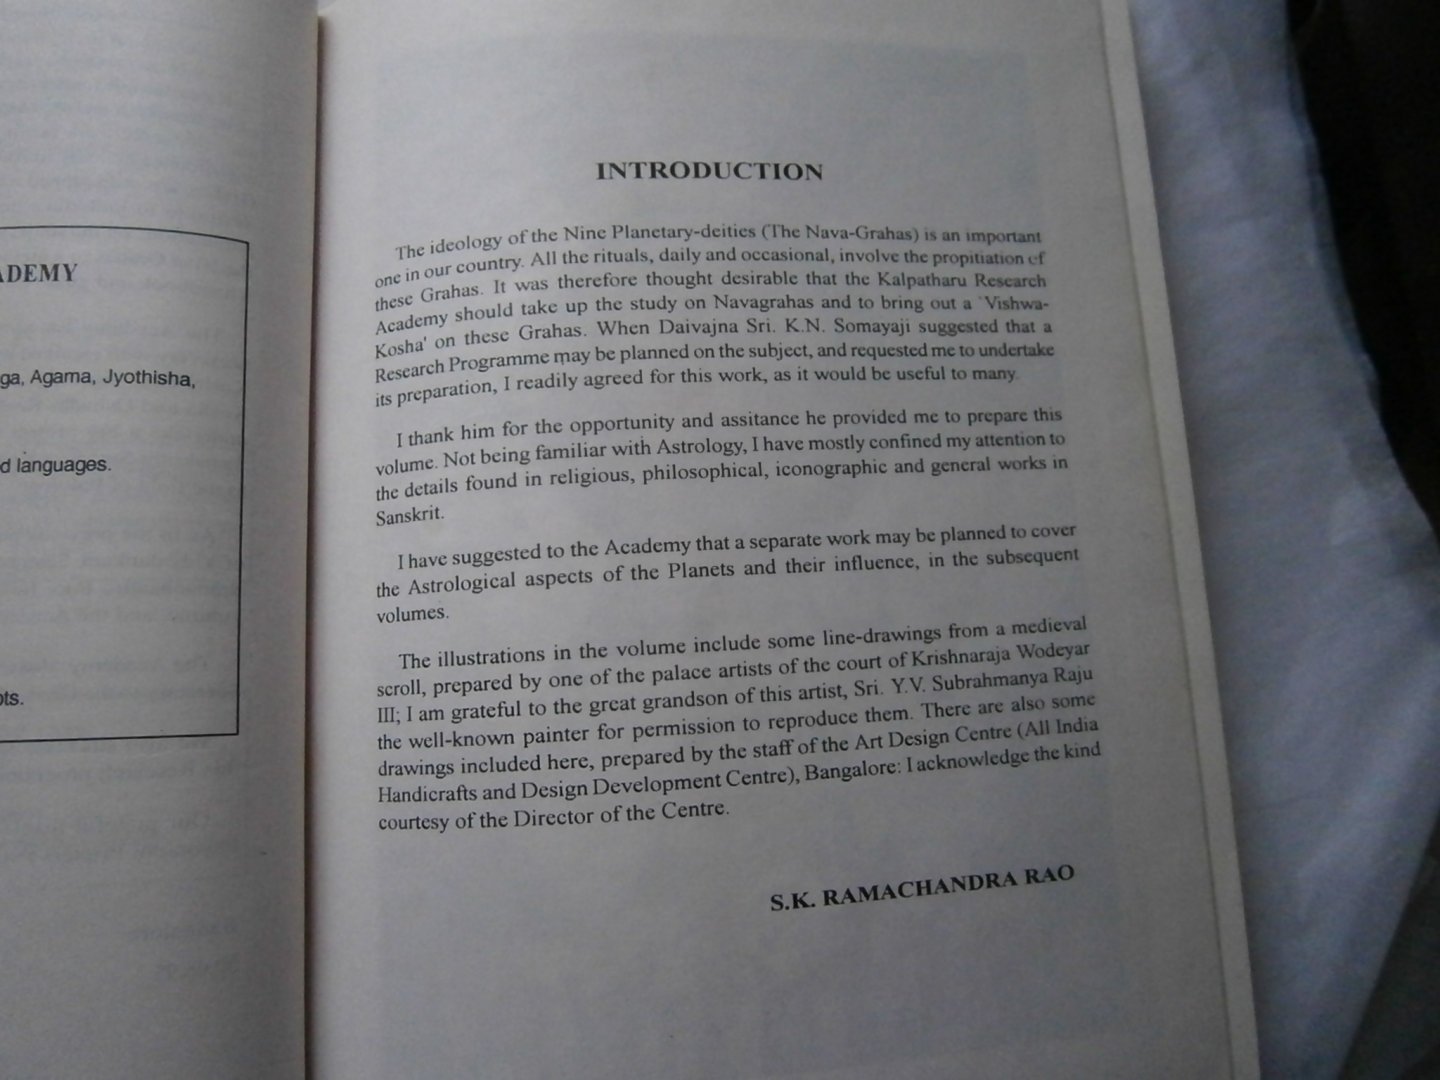 ADEMY
ga, Agama, Jyothisha,
d languages.
ots.
INTRODUCTION
The ideology of the Nine Planetary-deities (The Nava-Grahas) is an important
one in our country. All the rituals, daily and occasional, involve the propitiation of
these Grahas. It was therefore thought desirable that the Kalpatharu Research
Academy should take up the study on Navagrahas and to bring out a 'Vishwa-
Kosha' on these Grahas. When Daivajna Sri. K.N. Somayaji suggested that a
Research Programme may be planned on the subject, and requested me to undertake
its preparation, I readily agreed for this work, as it would be useful to many
I thank him for the opportunity and assitance he provided me to prepare this
volume. Not being familiar with Astrology, I have mostly confined my attention to
the details found in religious, philosophical, iconographic and general works in
Sanskrit.
I have suggested to the Academy that a separate work may be planned to cover
the Astrological aspects of the Planets and their influence, in the subsequent
volumes.
The illustrations in the volume include some line-drawings from a medieval
scroll, prepared by one of the palace artists of the court of Krishnaraja Wodeyar
III; I am grateful to the great grandson of this artist, Sri. Y.V. Subrahmanya Raju
the well-known painter for permission to reproduce them. There are also some
drawings included here, prepared by the staff of the Art Design Centre (All India
Handicrafts and Design Development Centre), Bangalore: I acknowledge the kind
courtesy of the Director of the Centre.
S.K. RAMACHANDRA RAO